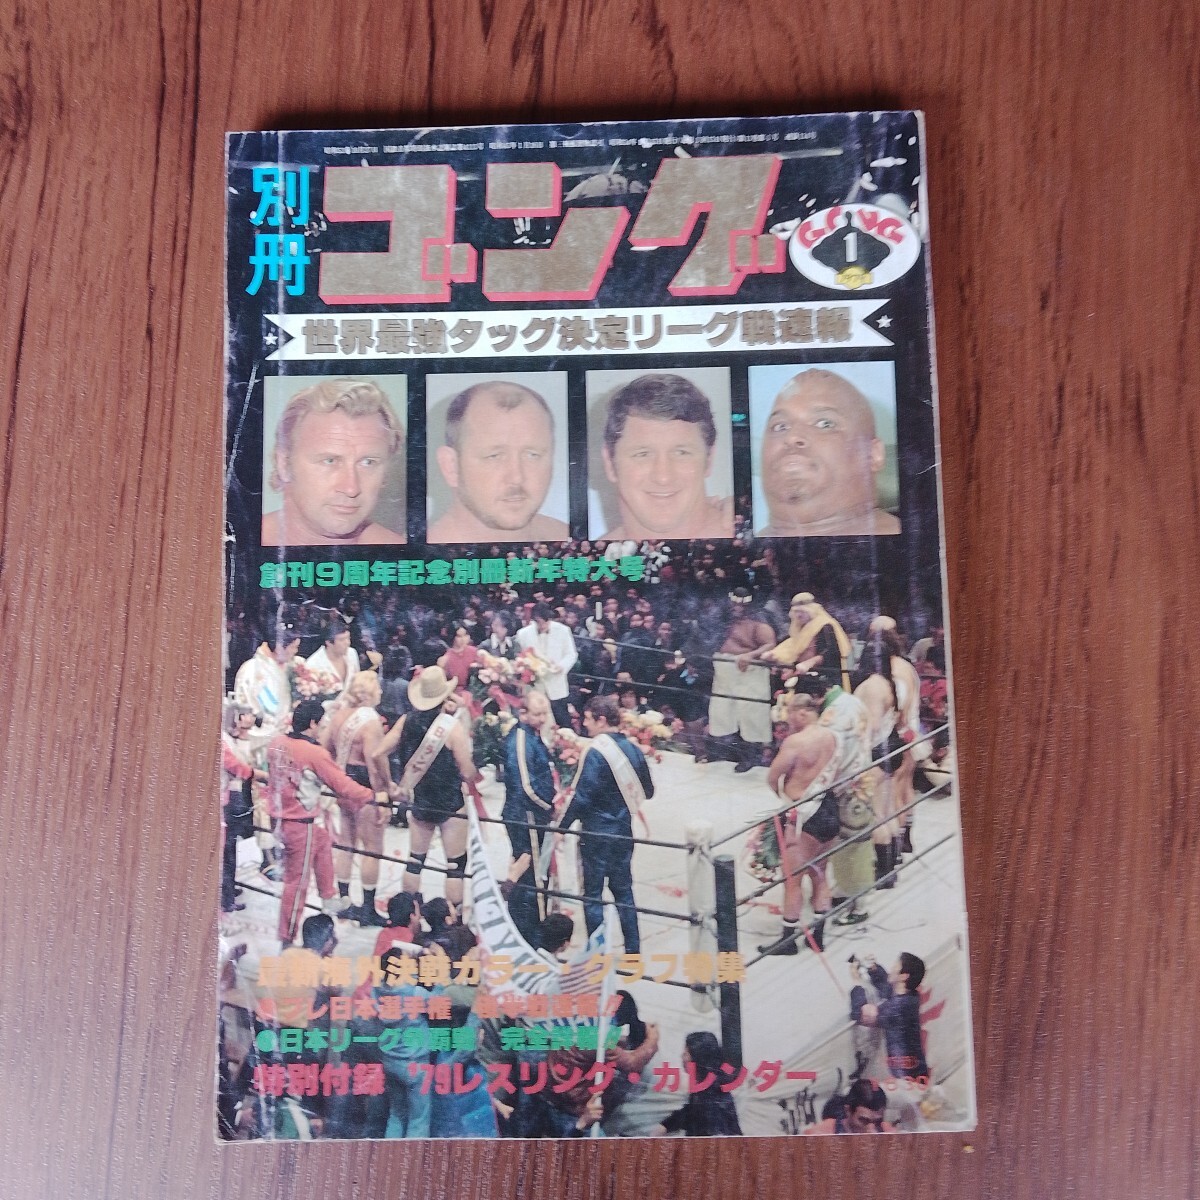 別冊
ゴング
GONG
1
1979
世界最強タッグ決定リーグ戦速報
創刊9周年記念別冊新年特大号
最新海外決戦カラー・グラフ特集
●プレ日本選手権
●日本リーグ争覇戦 完全詳報!!
特別付録 '79レスリング・カレンダー